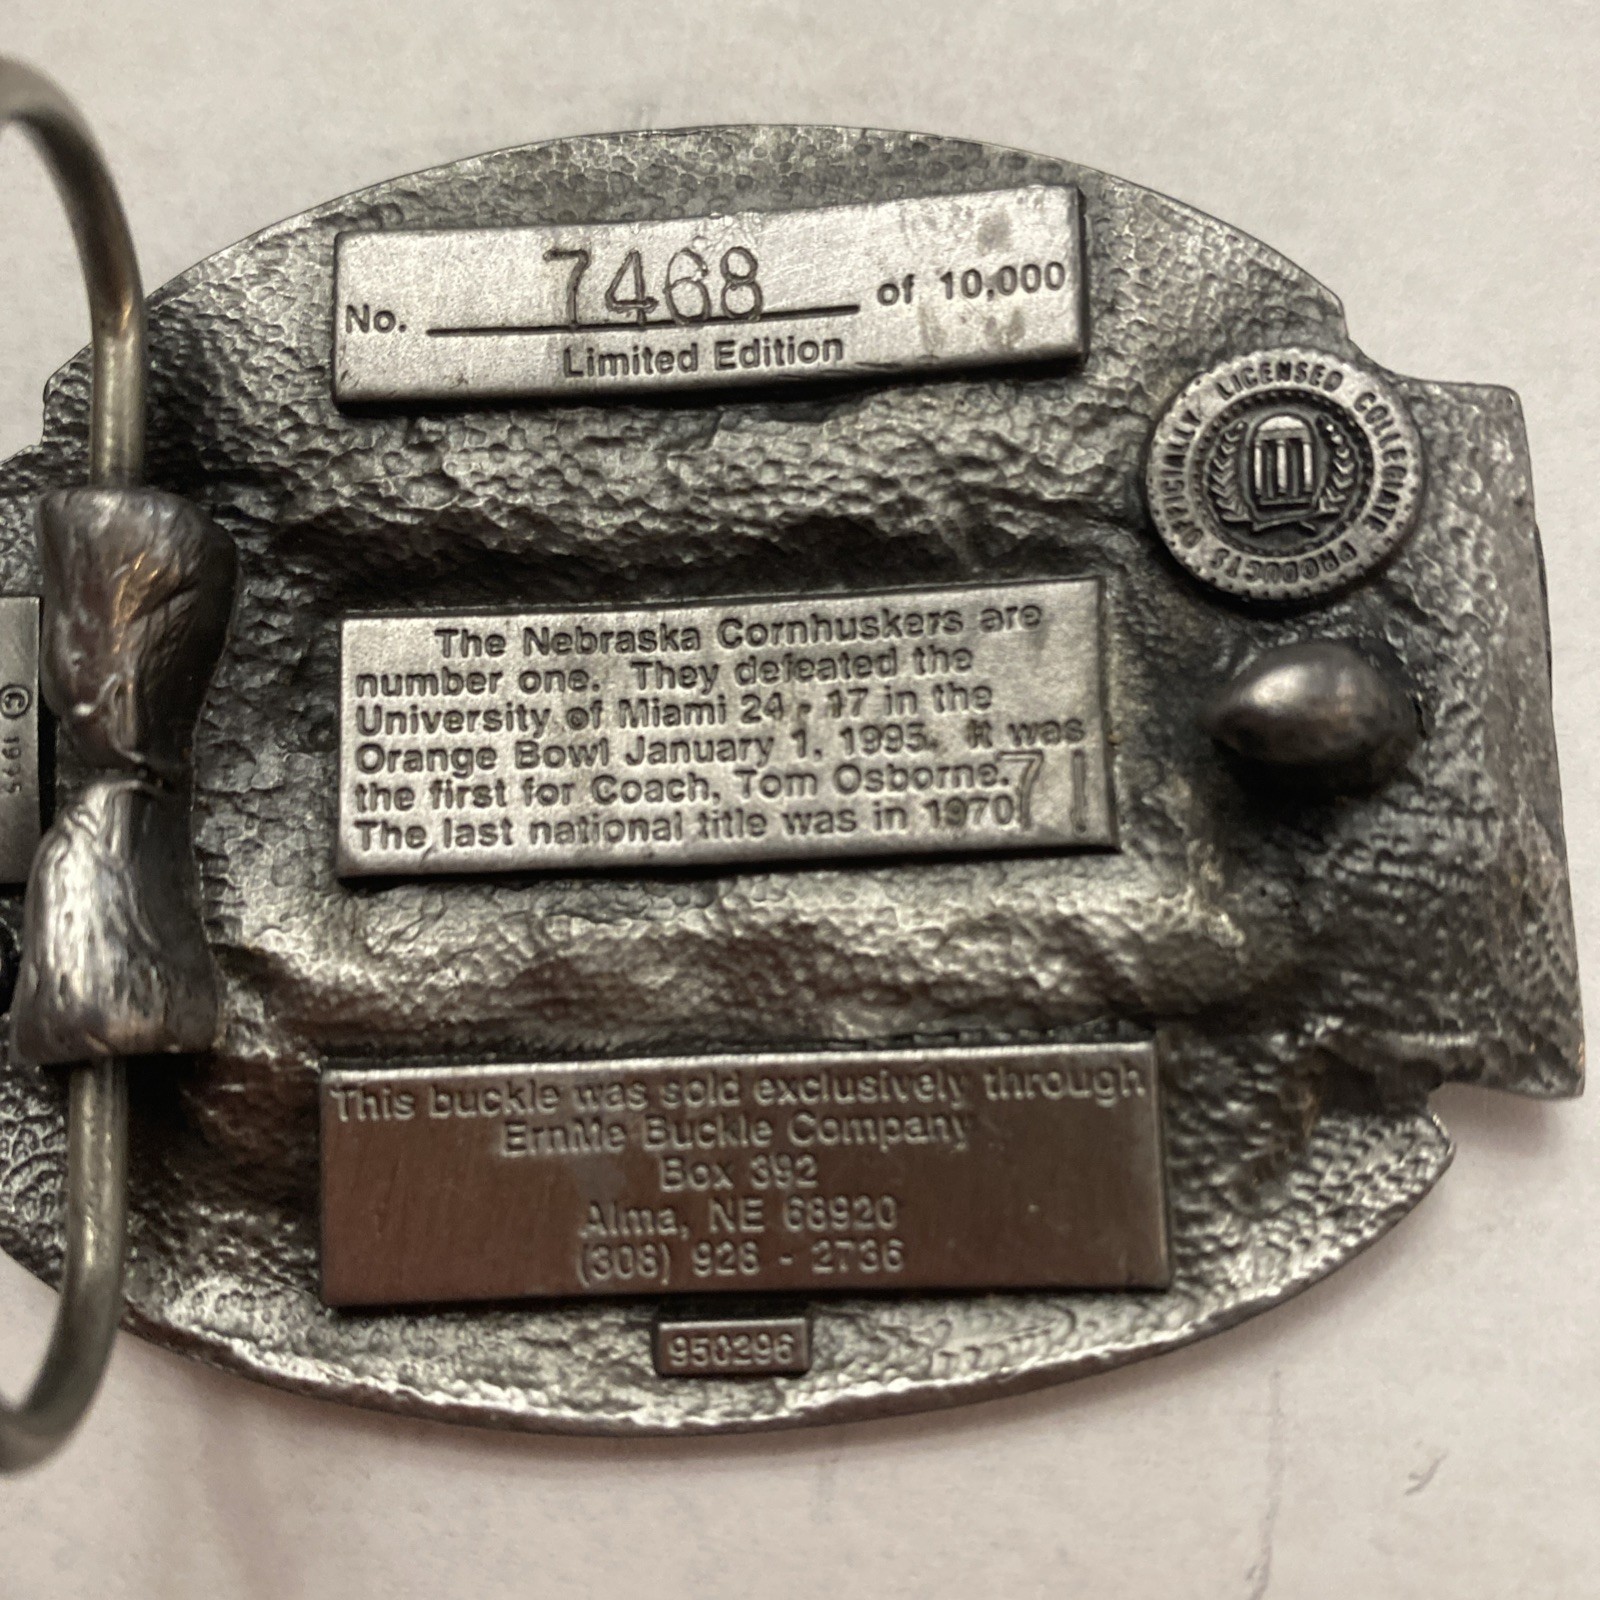 No. 7468 of 10,000
Limited Edition
OFFICIALLY LICENSED COLLEGIATE PRODUCTS
The Nebraska Cornhuskers are
number one. They defeated the
University of Miami 24 - 17 in the
Orange Bowl January 1, 1995. It was
the first for Coach, Tom Osborne.
The last national title was in 1970/71
© 1995
This buckle was sold exclusively through
ErnMe Buckle Company
Box 392
Alma, NE 68920
(308) 928 - 2736
950296